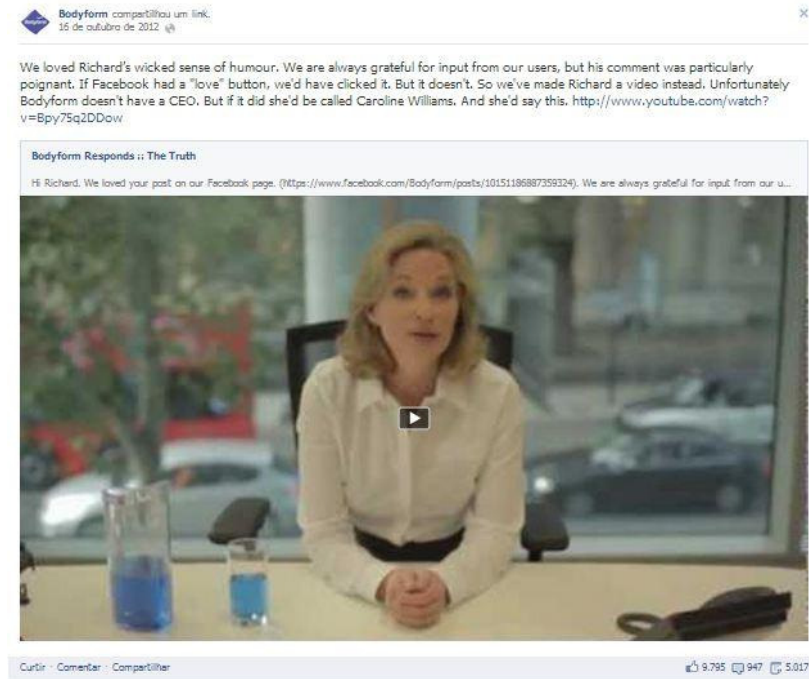 Bodyform compartilhou um link.
16 de outubro de 2012
We loved Richard's wicked sense of humour. We are always grateful for input from our users, but his comment was particularly
poignant. If Facebook had a "love" button, we'd have clicked it. But it doesn't. So we've made Richard a video instead. Unfortunately
Bodyform doesn't have a CEO. But if it did she'd be called Caroline Williams. And she'd say this. http://www.youtube.com/watch?
v=Bpy75q2DDow
Bodyform Responds :: The Truth
Hi Richard. We loved your post on our Facebook page. (https://www.facebook.com/Bodyform/posts/10151186887359324). We are always grateful for input from our u...
Curtir · Comentar · Compartilhar
9.795 947 5.017